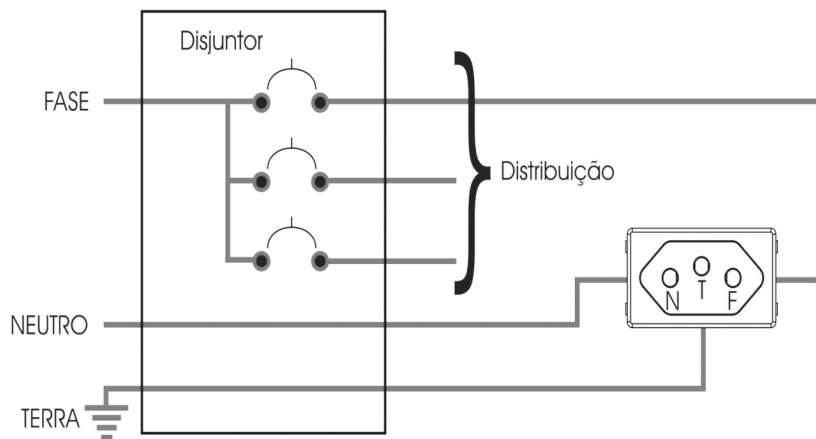 Disjuntor
FASE
Distribuição
N T F
NEUTRO
TERRA